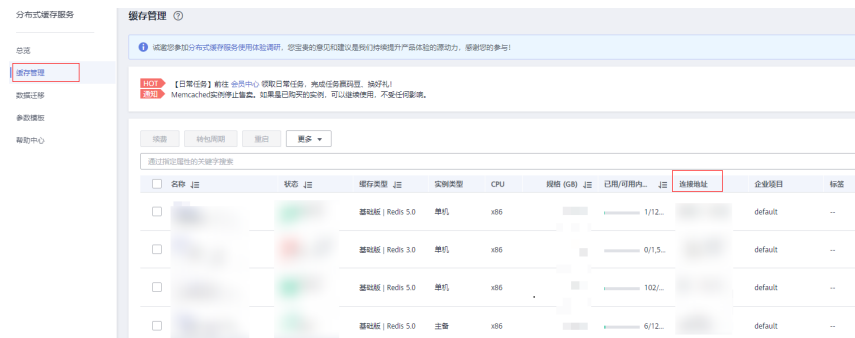 分布式缓存服务
总览
缓存管理
数据迁移
参数模板
帮助中心
缓存管理
诚邀您参加分布式缓存服务使用体验调研，您宝贵的意见和建议是我们持续提升产品体验的源动力，感谢您的参与！
HOT 【日常任务】前往 会员中心 领取日常任务，完成任务赢码豆，换好礼！
通知 Memcached实例停止售卖。如果是已购买的实例，可以继续使用，不受任何影响。
续费 转包周期 重启 更多
通过指定属性的关键字搜索
名称 状态 缓存类型 实例类型 CPU 规格 (GB) 已用/可用内... 连接地址 企业项目 标签
基础版 | Redis 5.0 单机 x86 1/12... default --
基础版 | Redis 3.0 单机 x86 0/1,5... default --
基础版 | Redis 5.0 单机 x86 102/... default --
基础版 | Redis 5.0 主备 x86 6/12... default --